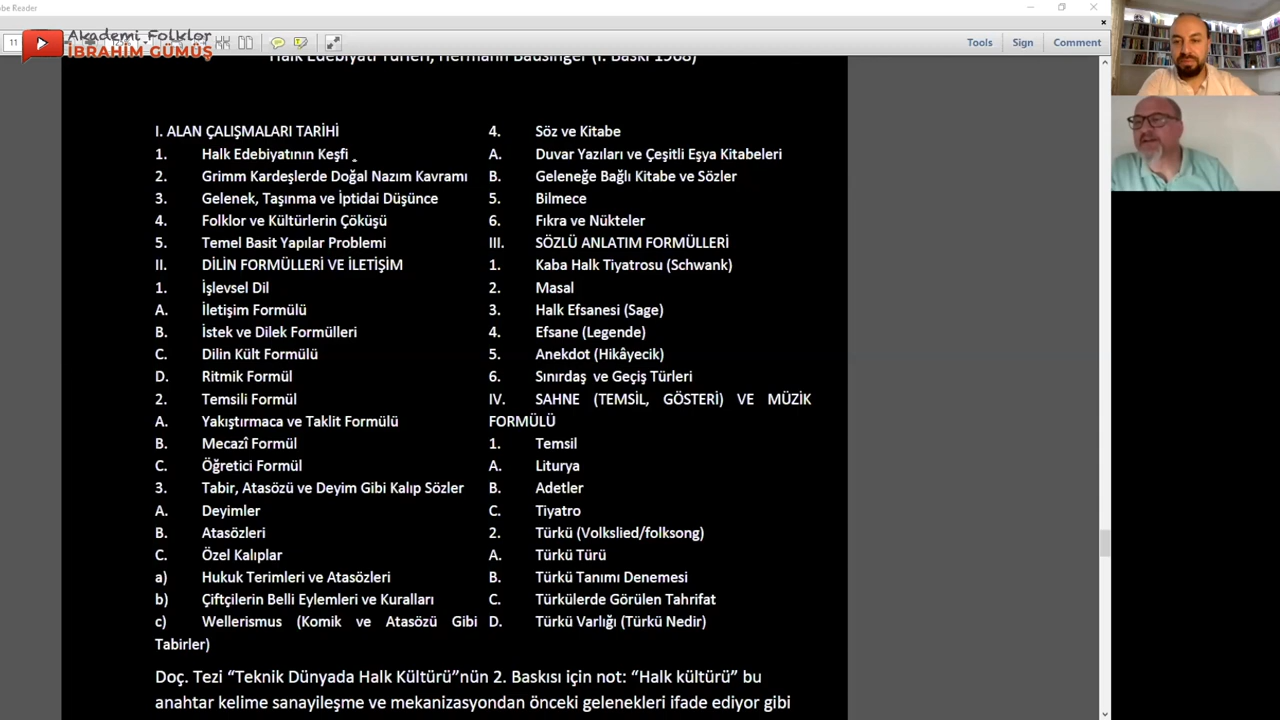 be Reader
Akademi Folklor
İBRAHİM GÜMÜŞ
11
Tools
Sign
Comment
Halk Edebiyatı Türleri, Hermann Bausinger (I. Baskı 1968)
I. ALAN ÇALIŞMALARI TARİHİ
1. Halk Edebiyatının Keşfi
2. Grimm Kardeşlerde Doğal Nazım Kavramı
3. Gelenek, Taşınma ve İptidai Düşünce
4. Folklor ve Kültürlerin Çöküşü
5. Temel Basit Yapılar Problemi
II. DİLİN FORMÜLLERİ VE İLETİŞİM
1. İşlevsel Dil
A. İletişim Formülü
B. İstek ve Dilek Formülleri
C. Dilin Kült Formülü
D. Ritmik Formül
2. Temsili Formül
A. Yakıştırmaca ve Taklit Formülü
B. Mecazî Formül
C. Öğretici Formül
3. Tabir, Atasözü ve Deyim Gibi Kalıp Sözler
A. Deyimler
B. Atasözleri
C. Özel Kalıplar
a) Hukuk Terimleri ve Atasözleri
b) Çiftçilerin Belli Eylemleri ve Kuralları
c) Wellerismus (Komik ve Atasözü Gibi
Tabirler)
4. Söz ve Kitabe
A. Duvar Yazıları ve Çeşitli Eşya Kitabeleri
B. Geleneğe Bağlı Kitabe ve Sözler
5. Bilmece
6. Fıkra ve Nükteler
III. SÖZLÜ ANLATIM FORMÜLLERİ
1. Kaba Halk Tiyatrosu (Schwank)
2. Masal
3. Halk Efsanesi (Sage)
4. Efsane (Legende)
5. Anekdot (Hikâyecik)
6. Sınırdaş ve Geçiş Türleri
IV. SAHNE (TEMSİL, GÖSTERİ) VE MÜZİK
FORMÜLÜ
1. Temsil
A. Liturya
B. Adetler
C. Tiyatro
2. Türkü (Volkslied/folksong)
A. Türkü Türü
B. Türkü Tanımı Denemesi
C. Türkülerde Görülen Tahrifat
D. Türkü Varlığı (Türkü Nedir)
Doç. Tezi “Teknik Dünyada Halk Kültürü”nün 2. Baskısı için not: “Halk kültürü” bu
anahtar kelime sanayileşme ve mekanizasyondan önceki gelenekleri ifade ediyor gibi